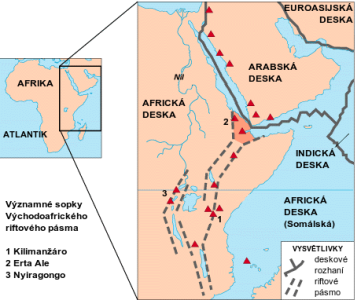 AFRIKA
ATLANTIK
Významné sopky
Východoafrického
riftového pásma
1 Kilimanžáro
2 Erta Ale
3 Nyiragongo
EUROASIJSKÁ
DESKA
ARABSKÁ
DESKA
Nil
AFRICKÁ
DESKA
2
INDICKÁ
DESKA
3
1
AFRICKÁ
DESKA
(Somálská)
VYSVĚTLIVKY
deskové
rozhaní
riftové
pásmo